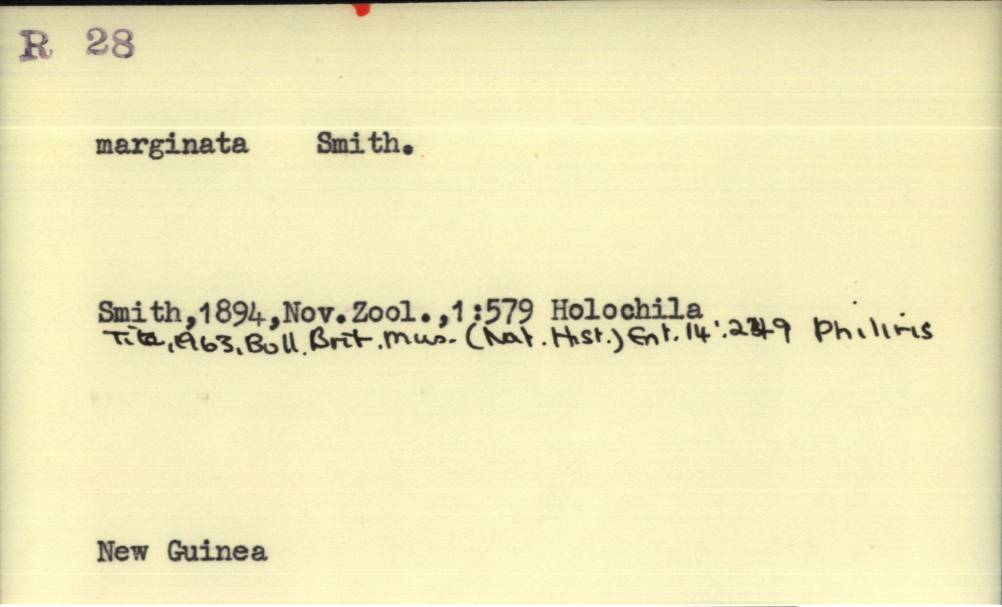 R 28
marginata Smith.
Smith,1894,Nov.Zool.,1:579 Holochila
Tite,1963,Bull.Brit.Mus.(Nat.Hist.)Ent.14: Philiris
New Guinea